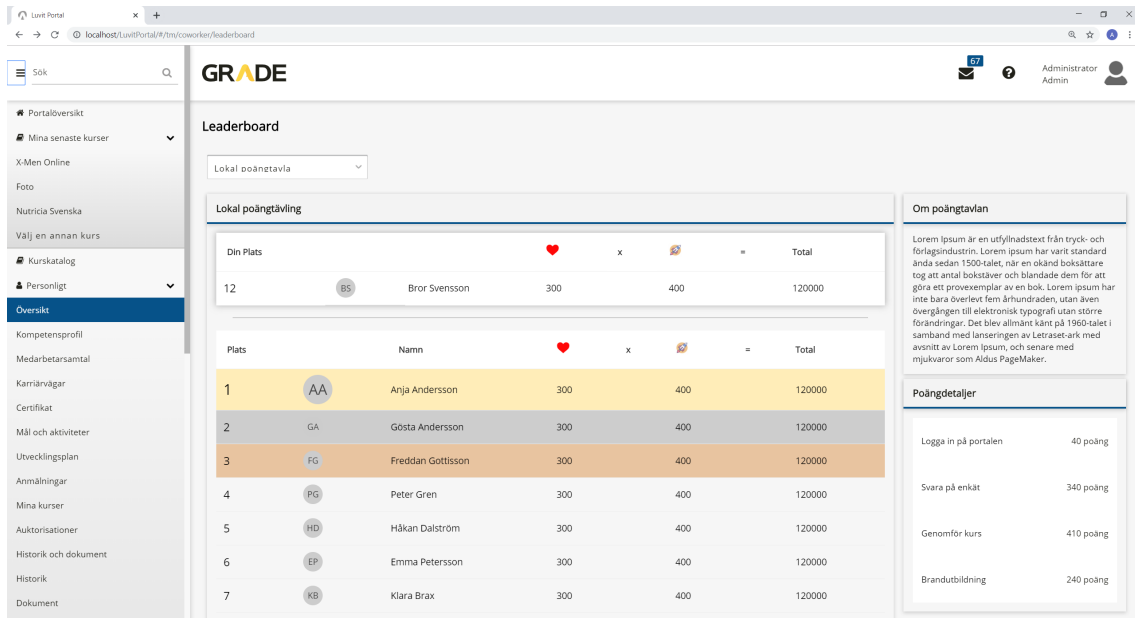 Luvit Portal
localhost/LuvitPortal/#/tm/coworker/leaderboard
A
Sök
GRADE
67
Administrator
Admin
Portalöversikt
Mina senaste kurser
X-Men Online
Foto
Nutricia Svenska
Välj en annan kurs
Kurskatalog
Personligt
Översikt
Kompetensprofil
Medarbetarsamtal
Karriärvägar
Certifikat
Mål och aktiviteter
Utvecklingsplan
Anmälningar
Mina kurser
Auktorisationer
Historik och dokument
Historik
Dokument
Leaderboard
Lokal poängtavla
Lokal poängtävling
Din Plats x = Total
12 BS Bror Svensson 300 400 120000
Plats Namn x = Total
1 AA Anja Andersson 300 400 120000
2 GA Gösta Andersson 300 400 120000
3 FG Freddan Gottisson 300 400 120000
4 PG Peter Gren 300 400 120000
5 HD Håkan Dalström 300 400 120000
6 EP Emma Petersson 300 400 120000
7 KB Klara Brax 300 400 120000
Om poängtavlan
Lorem Ipsum är en utfyllnadstext från tryck- och
förlagsindustrin. Lorem ipsum har varit standard
ända sedan 1500-talet, när en okänd boksättare
tog att antal bokstäver och blandade dem för att
göra ett provexemplar av en bok. Lorem ipsum har
inte bara överlevt fem århundraden, utan även
övergången till elektronisk typografi utan större
förändringar. Det blev allmänt känt på 1960-talet i
samband med lanseringen av Letraset-ark med
avsnitt av Lorem Ipsum, och senare med
mjukvaror som Aldus PageMaker.
Poängdetaljer
Logga in på portalen 40 poäng
Svara på enkät 340 poäng
Genomför kurs 410 poäng
Brandutbildning 240 poäng